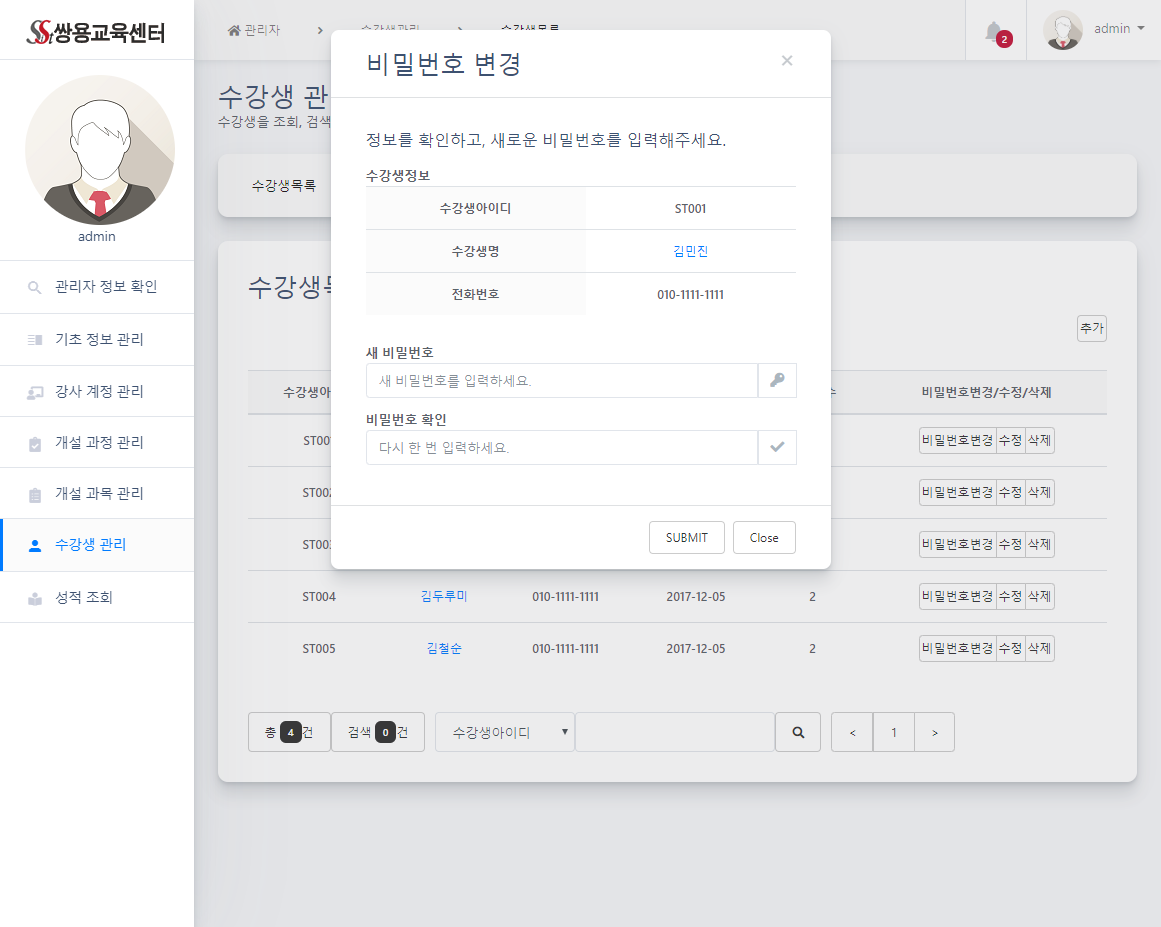 쌍용교육센터
admin
관리자 정보 확인
기초 정보 관리
강사 계정 관리
개설 과정 관리
개설 과목 관리
수강생 관리
성적 조회
관리자 > 수강생관리 > 수강생목록
2
admin
수강생 관
수강생을 조회, 검색
수강생목록
수강생목
추가
수강생아 수 비밀번호변경/수정/삭제
ST00 비밀번호변경 수정 삭제
ST002 비밀번호변경 수정 삭제
ST00 비밀번호변경 수정 삭제
ST004 김두루미 010-1111-1111 2017-12-05 2 비밀번호변경 수정 삭제
ST005 김철순 010-1111-1111 2017-12-05 2 비밀번호변경 수정 삭제
총 4 건 검색 0 건 수강생아이디 < 1 >
비밀번호 변경 ×
정보를 확인하고, 새로운 비밀번호를 입력해주세요.
수강생정보
수강생아이디 ST001
수강생명 김민진
전화번호 010-1111-1111
새 비밀번호
새 비밀번호를 입력하세요.
비밀번호 확인
다시 한 번 입력하세요.
SUBMIT Close